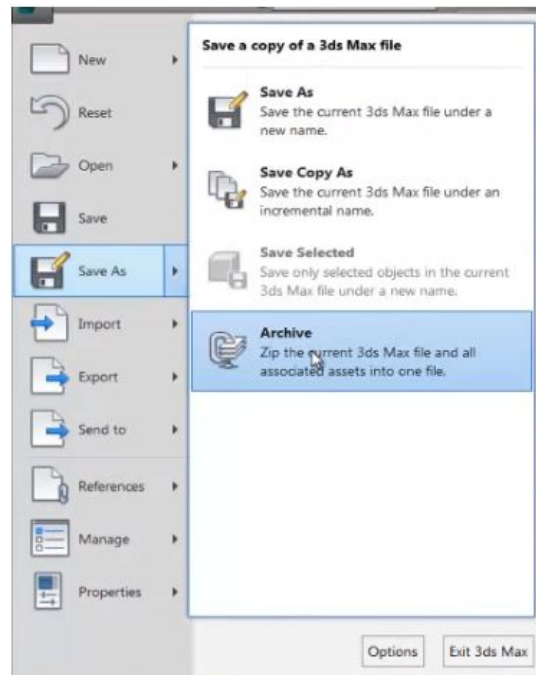 New
Reset
Open
Save
Save As
Import
Export
Send to
References
Manage
Properties
Save a copy of a 3ds Max file
Save As
Save the current 3ds Max file under a
new name.
Save Copy As
Save the current 3ds Max file under an
incremental name.
Save Selected
Save only selected objects in the current
3ds Max file under a new name.
Archive
Zip the current 3ds Max file and all
associated assets into one file.
Options
Exit 3ds Max